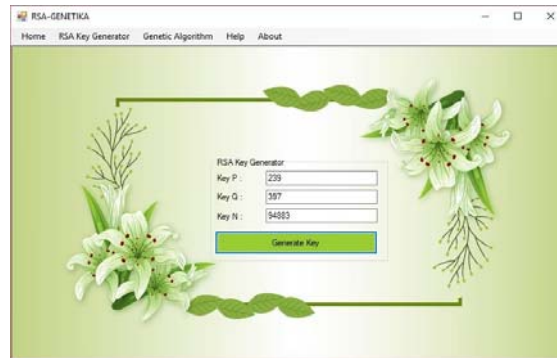 RSA-GENETIKA
Home RSA Key Generator Genetic Algorithm Help About
RSA Key Generator
Key P : 239
Key Q : 397
Key N : 94883
Generate Key